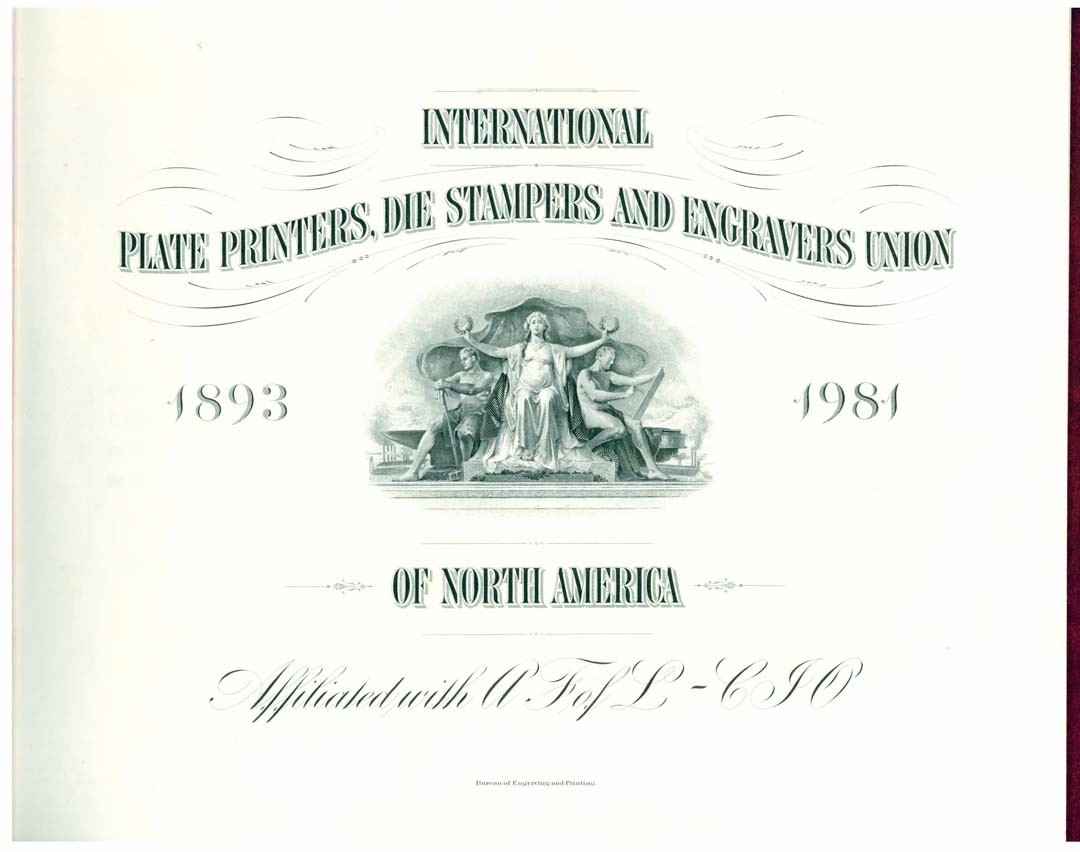 INTERNATIONAL
PLATE PRINTERS, DIE STAMPERS AND ENGRAVERS UNION
1893 1981
OF NORTH AMERICA
Affiliated with A F of L - C I O
Bureau of Engraving and Printing.